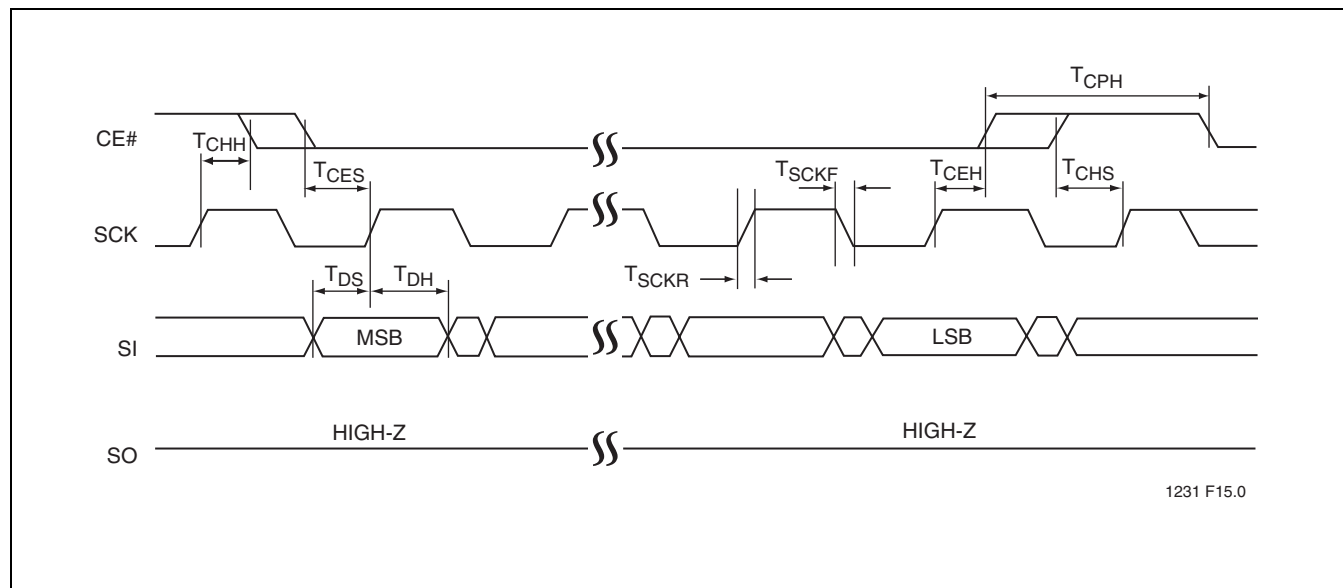 TCPH
CE#
TCHH
TCES
TSCKF
TCEH
TCHS
SCK
TDS
TDH
TSCKR
MSB
LSB
SI
HIGH-Z
HIGH-Z
SO
1231 F15.0